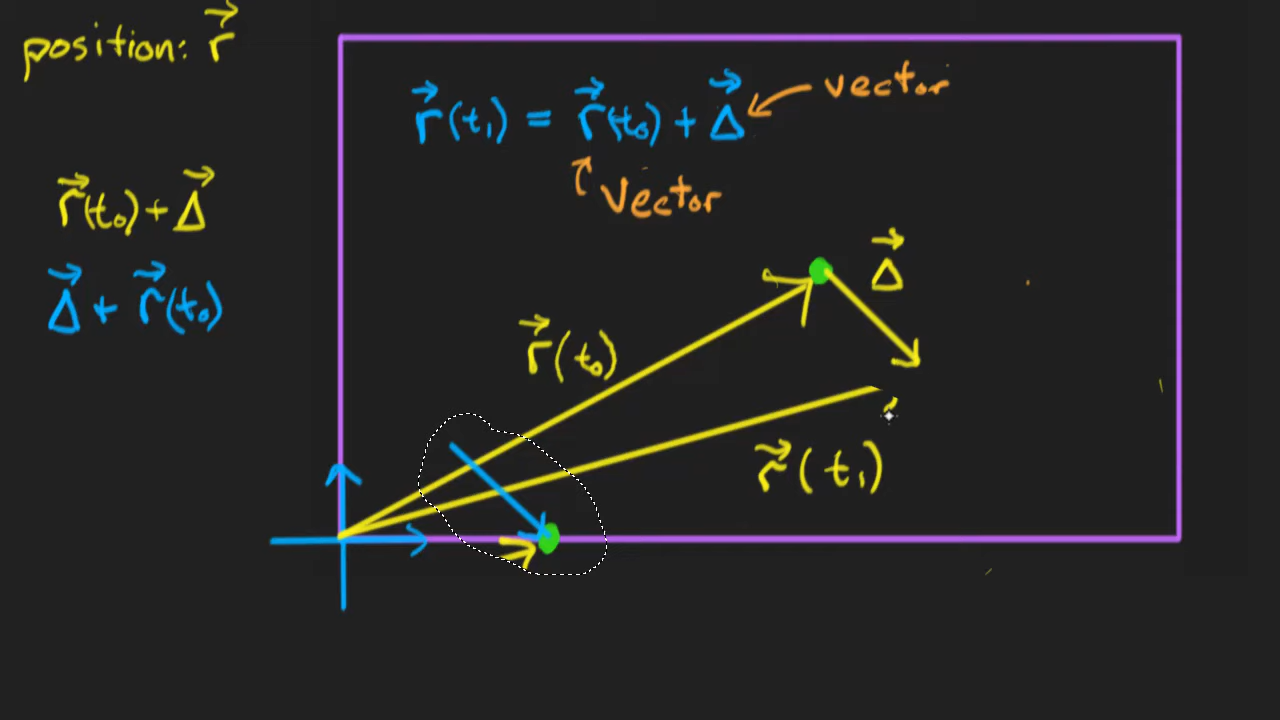 position: r⃗
r⃗(t₁) = r⃗(t₀) + Δ⃗
vector
vector
r⃗(t₀) + Δ⃗
Δ⃗ + r⃗(t₀)
Δ⃗
r⃗(t₀)
r⃗(t₁)